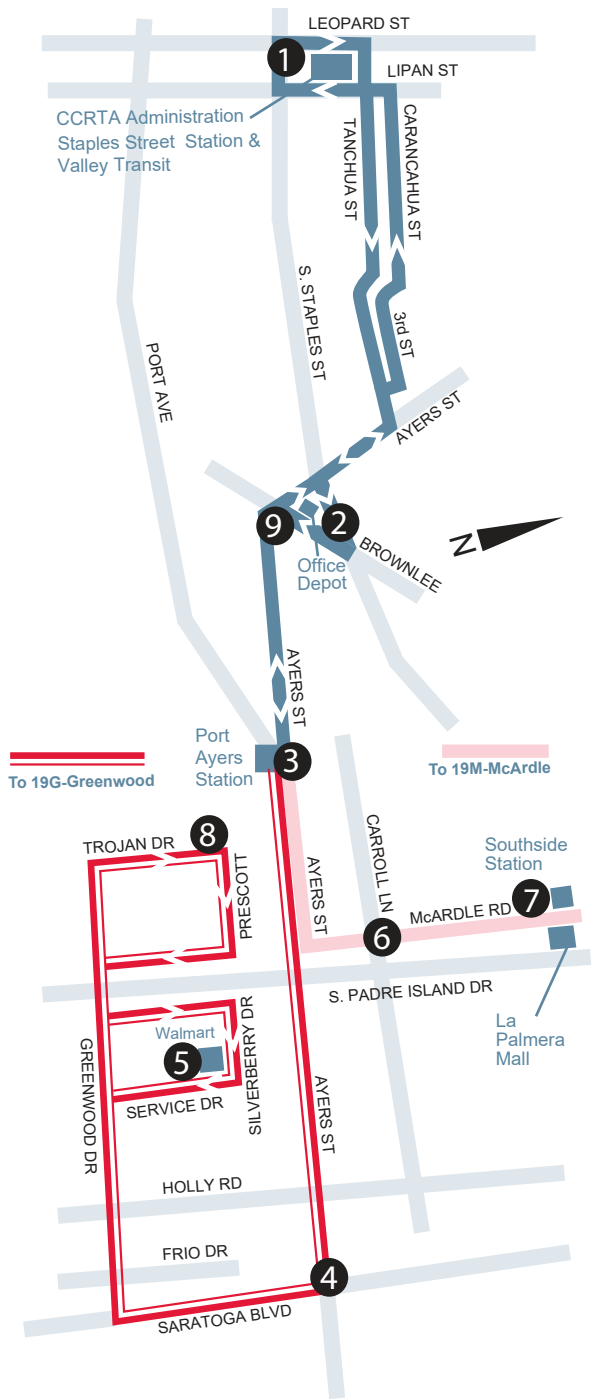 LEOPARD ST
1
LIPAN ST
CCRTA Administration
Staples Street Station &
Valley Transit
TANCHUA ST
CARANCAHUA ST
S. STAPLES ST
3rd ST
PORT AVE
AYERS ST
9
2
Office
Depot
BROWNLEE
N
AYERS ST
Port
Ayers
Station
3
To 19G-Greenwood
To 19M-McArdle
8
TROJAN DR
PRESCOTT
AYERS ST
CARROLL LN
Southside
Station
7
McARDLE RD
6
S. PADRE ISLAND DR
La
Palmera
Mall
Walmart
5
SILVERBERRY DR
GREENWOOD DR
SERVICE DR
AYERS ST
HOLLY RD
FRIO DR
4
SARATOGA BLVD